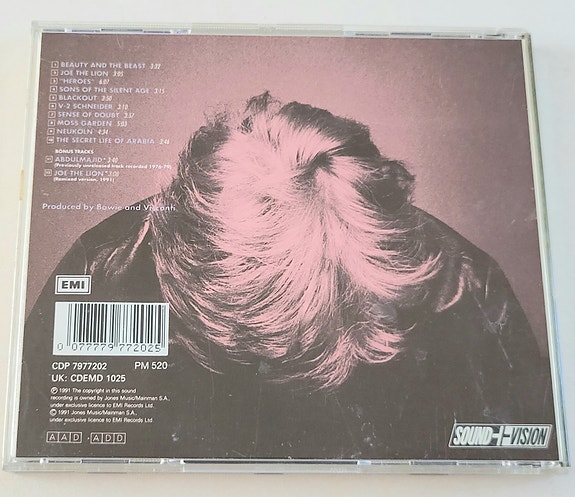 1 BEAUTY AND THE BEAST 3:32
2 JOE THE LION 3:05
3 "HEROES" 6:07
4 SONS OF THE SILENT AGE 3:15
5 BLACKOUT 3:50
6 V-2 SCHNEIDER 3:10
7 SENSE OF DOUBT 3:57
8 MOSS GARDEN 5:03
9 NEUKÖLN 4:34
10 THE SECRET LIFE OF ARABIA 3:46
BONUS TRACKS
11 ABDULMAJID 3:40
(Previously unreleased track recorded 1976-79)
12 JOE THE LION 3:08
(Remixed version, 1991)
Produced by Bowie and Visconti
EMI
0 077779 772025
CDP 7977202 PM 520
UK: CDEMD 1025
℗ 1991 The copyright in this sound
recording is owned by Jones Music/Mainman S.A.
under exclusive licence to EMI Records Ltd.
© 1991 Jones Music/Mainman S.A.,
under exclusive licence to EMI Records Ltd.
AAD · ADD
SOUND+VISION